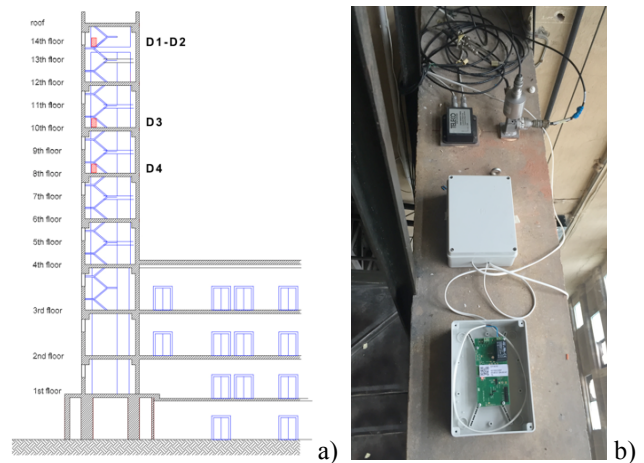 roof
14th floor
D1-D2
13th floor
12th floor
11th floor
D3
10th floor
9th floor
8th floor
D4
7th floor
6th floor
5th floor
4th floor
3rd floor
2nd floor
1st floor
a)
b)